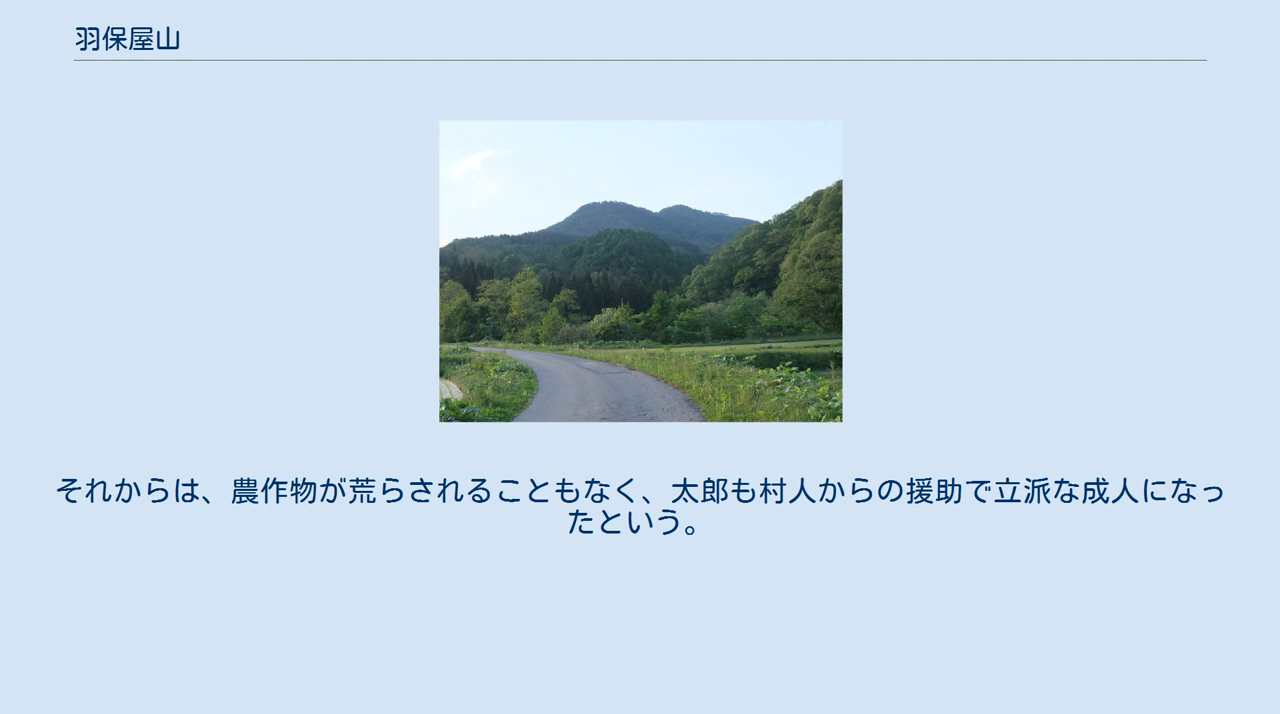 羽保屋山
それからは、農作物が荒らされることもなく、太郎も村人からの援助で立派な成人になっ
たという。